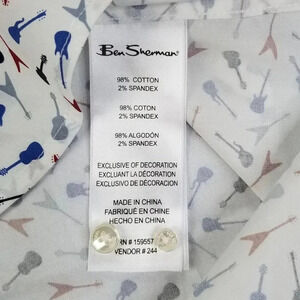 Ben Sherman®
98% COTTON
2% SPANDEX
98% COTON
2% SPANDEX
98% ALGODÓN
2% SPANDEX
EXCLUSIVE OF DECORATION
EXCLUANT LA DÉCORATION
EXCLUSIVO DE DECORACIÓN
MADE IN CHINA
FABRIQUÉ EN CHINE
HECHO EN CHINA
RN # 159557
VENDOR # 244